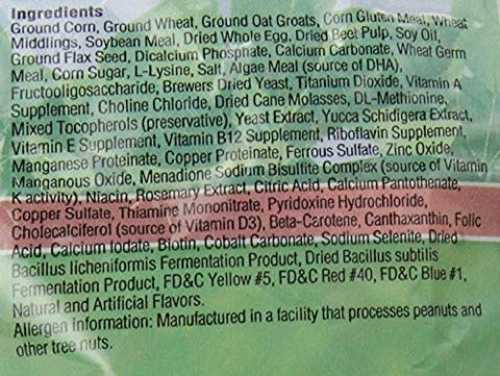 Ingredients
Ground Corn, Ground Wheat, Ground Oat Groats, Corn Gluten Meal, Wheat
Middlings, Soybean Meal, Dried Whole Egg, Dried Beet Pulp, Soy Oil,
Ground Flax Seed, Dicalcium Phosphate, Calcium Carbonate, Wheat Germ
Meal, Corn Sugar, L-Lysine, Salt, Algae Meal (source of DHA),
Fructooligosaccharide, Brewers Dried Yeast, Titanium Dioxide, Vitamin A
Supplement, Choline Chloride, Dried Cane Molasses, DL-Methionine,
Mixed Tocopherols (preservative), Yeast Extract, Yucca Schidigera Extract,
Vitamin E Supplement, Vitamin B12 Supplement, Riboflavin Supplement,
Manganese Proteinate, Copper Proteinate, Ferrous Sulfate, Zinc Oxide,
Manganous Oxide, Menadione Sodium Bisulfite Complex (source of Vitamin
K activity), Niacin, Rosemary Extract, Citric Acid, Calcium Pantothenate,
Copper Sulfate, Thiamine Mononitrate, Pyridoxine Hydrochloride,
Cholecalciferol (source of Vitamin D3), Beta-Carotene, Canthaxanthin, Folic
Acid, Calcium Iodate, Biotin, Cobalt Carbonate, Sodium Selenite, Dried
Bacillus licheniformis Fermentation Product, Dried Bacillus subtilis
Fermentation Product, FD&C Yellow #5, FD&C Red #40, FD&C Blue #1,
Natural and Artificial Flavors.
Allergen information: Manufactured in a facility that processes peanuts and
other tree nuts.